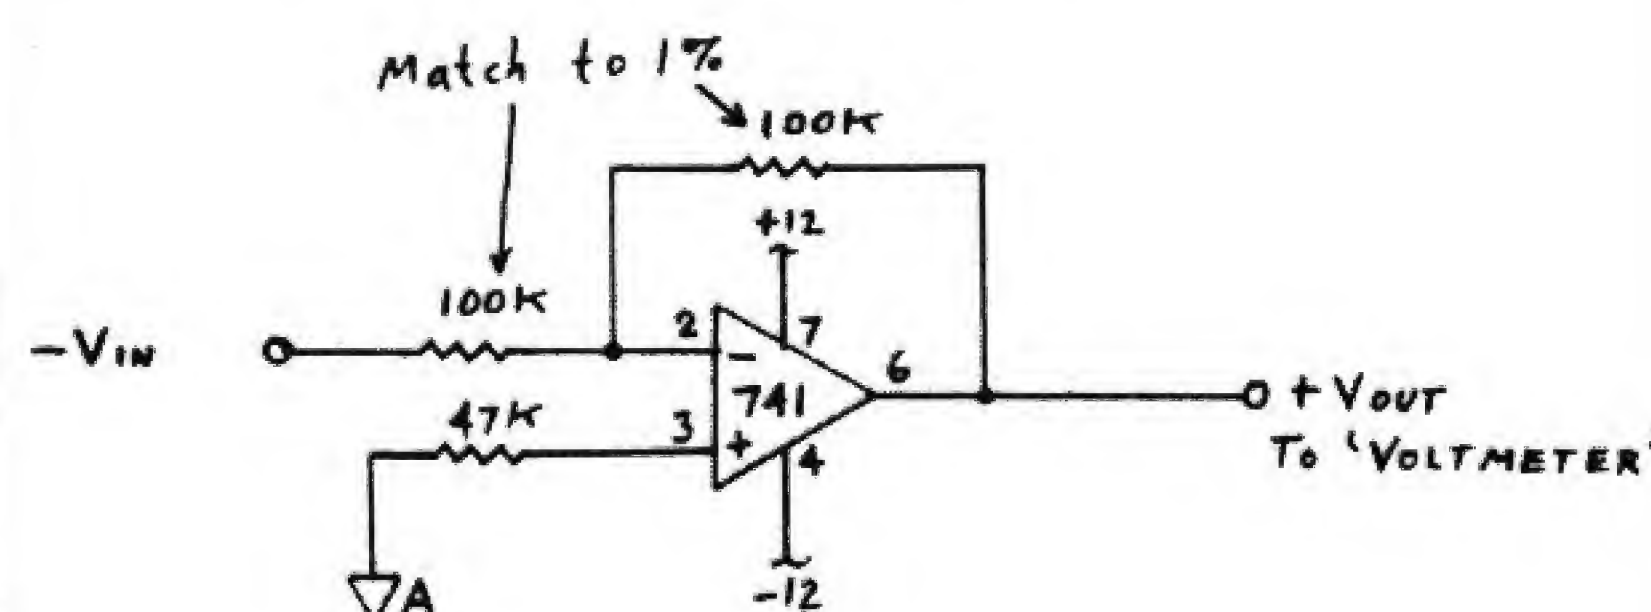 Match to 1%
100K
+12
100K
-VIN
2
7
-
6
741
+VOUT
47K
3
+
4
To 'VOLTMETER'
A
-12